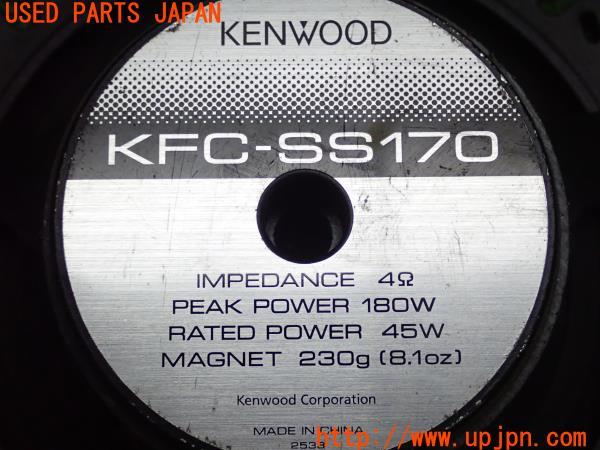 USED PARTS JAPAN
KENWOOD
KFC-SS170
IMPEDANCE 4Ω
PEAK POWER 180W
RATED POWER 45W
MAGNET 230g (8.1oz)
Kenwood Corporation
MADE IN CHINA
2533
http://www.upjpn.com